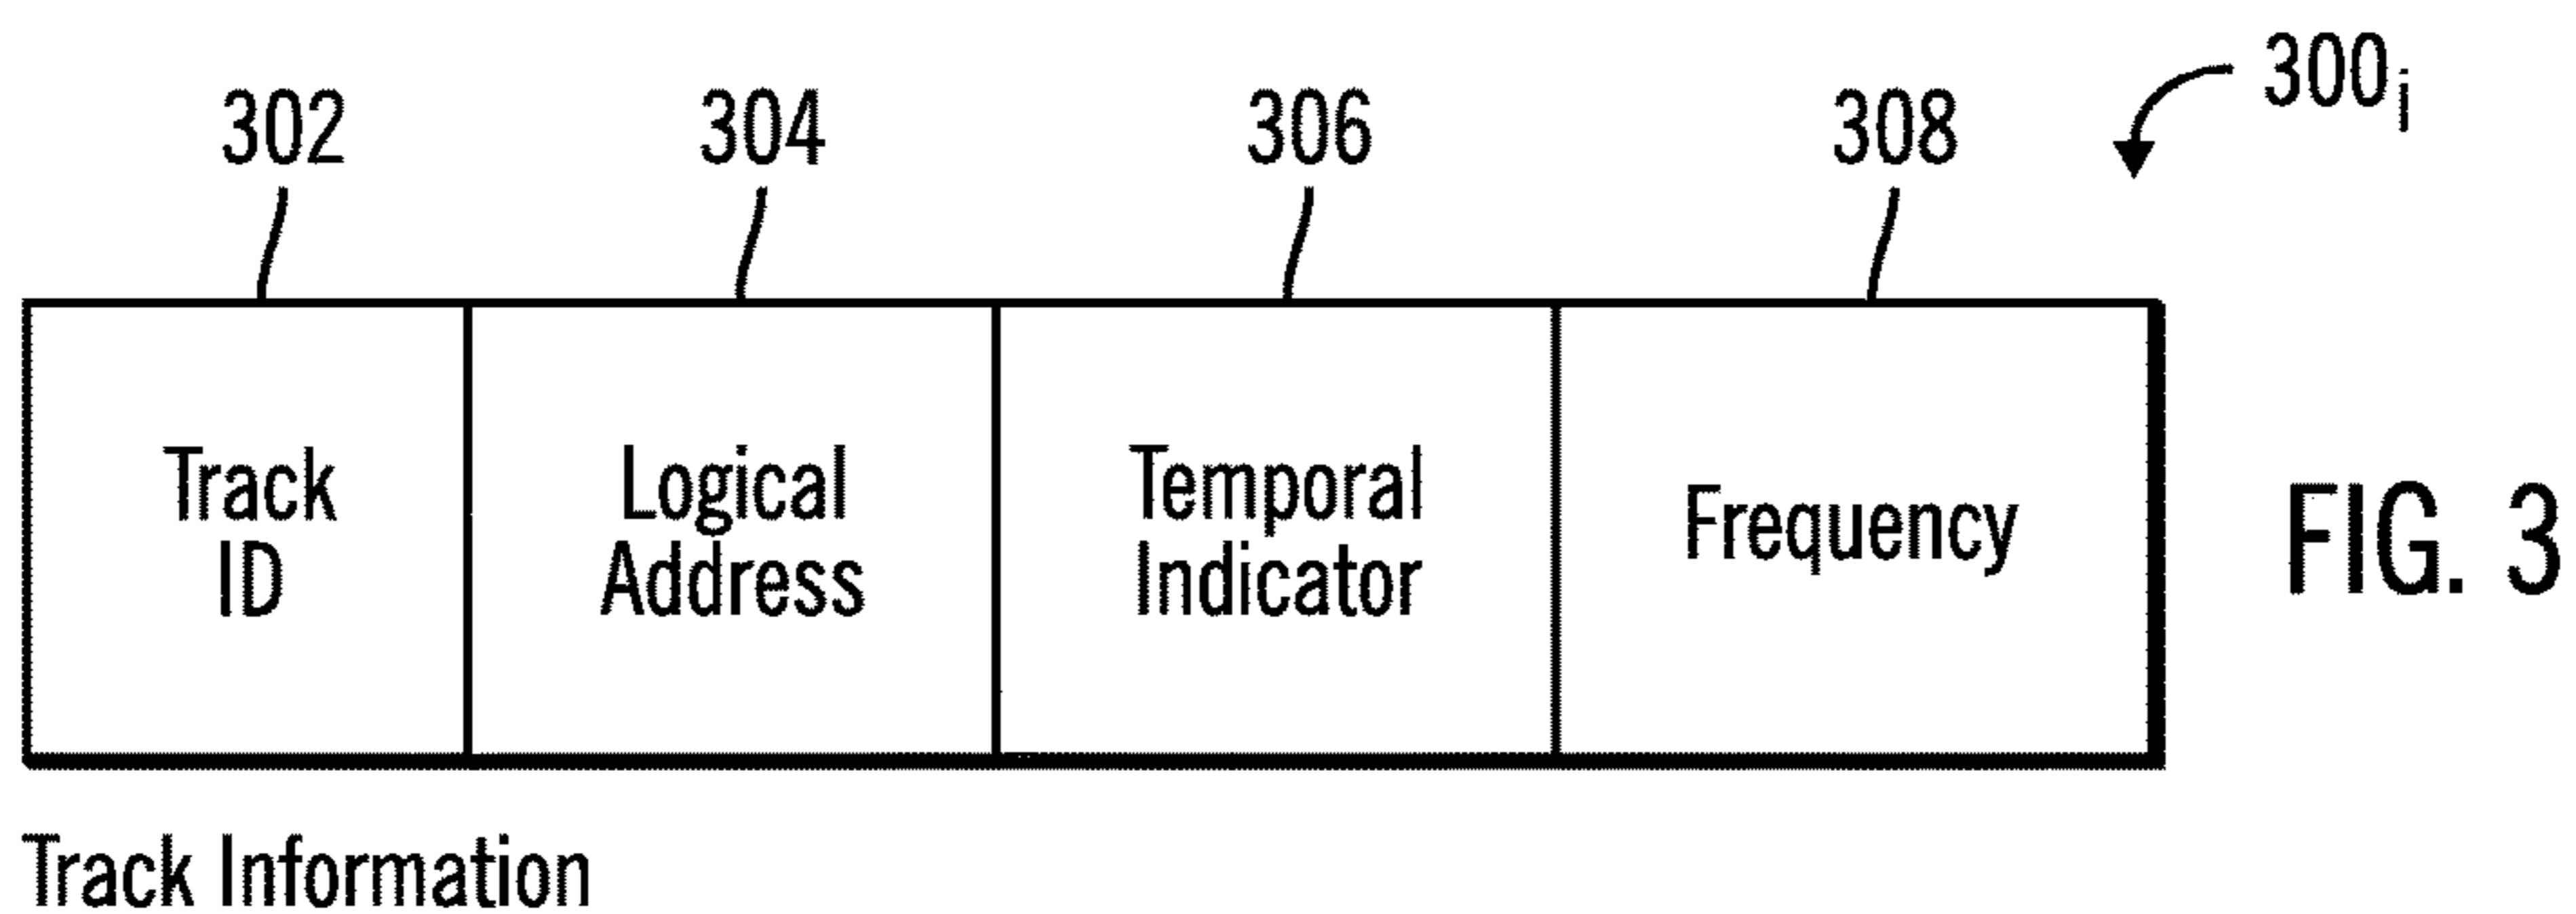 300i
302 304 306 308
Track ID
Logical Address
Temporal Indicator
Frequency
FIG. 3
Track Information